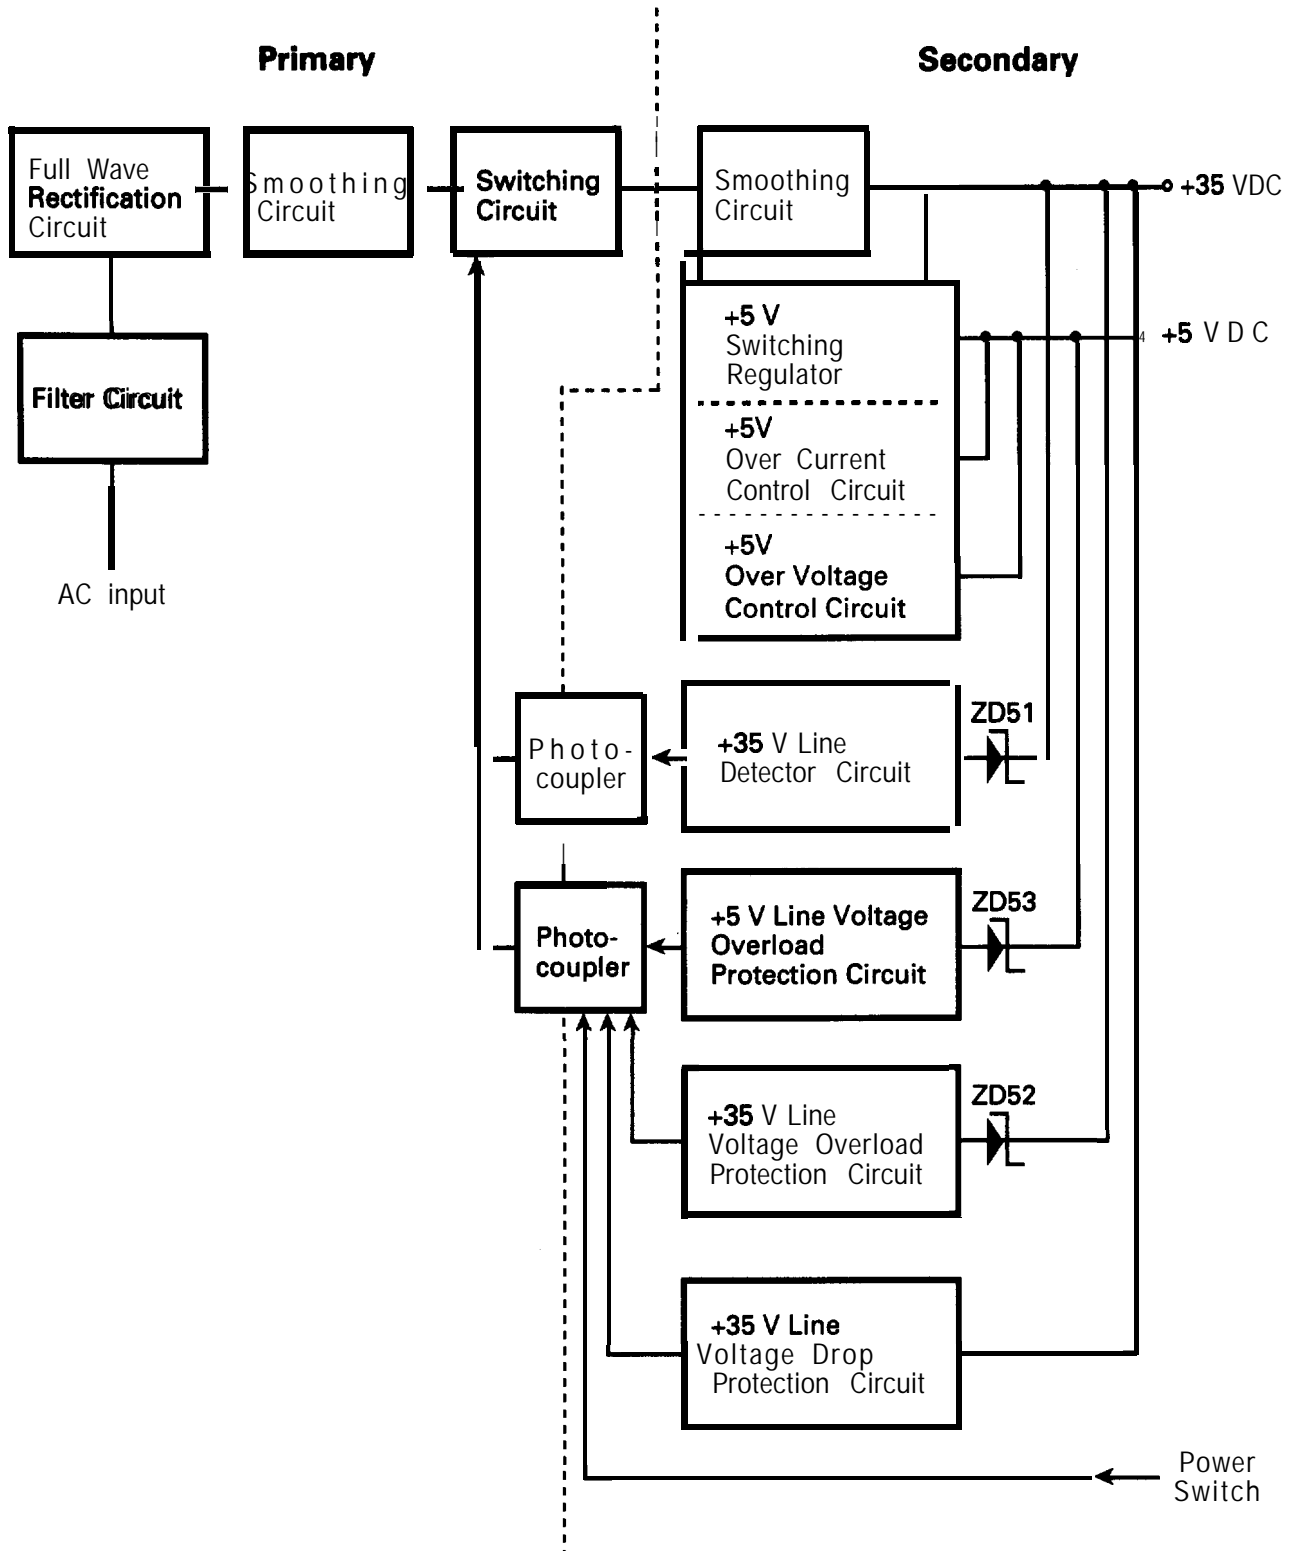 Primary
Secondary
Full Wave
Rectification
Circuit
Smoothing
Circuit
Switching
Circuit
Smoothing
Circuit
+35 VDC
+5 V
Switching
Regulator
+5 VDC
Filter Circuit
+5V
Over Current
Control Circuit
+5V
Over Voltage
Control Circuit
AC input
Photo-
coupler
+35 V Line
Detector Circuit
ZD51
Photo-
coupler
+5 V Line Voltage
Overload
Protection Circuit
ZD53
+35 V Line
Voltage Overload
Protection Circuit
ZD52
+35 V Line
Voltage Drop
Protection Circuit
Power
Switch